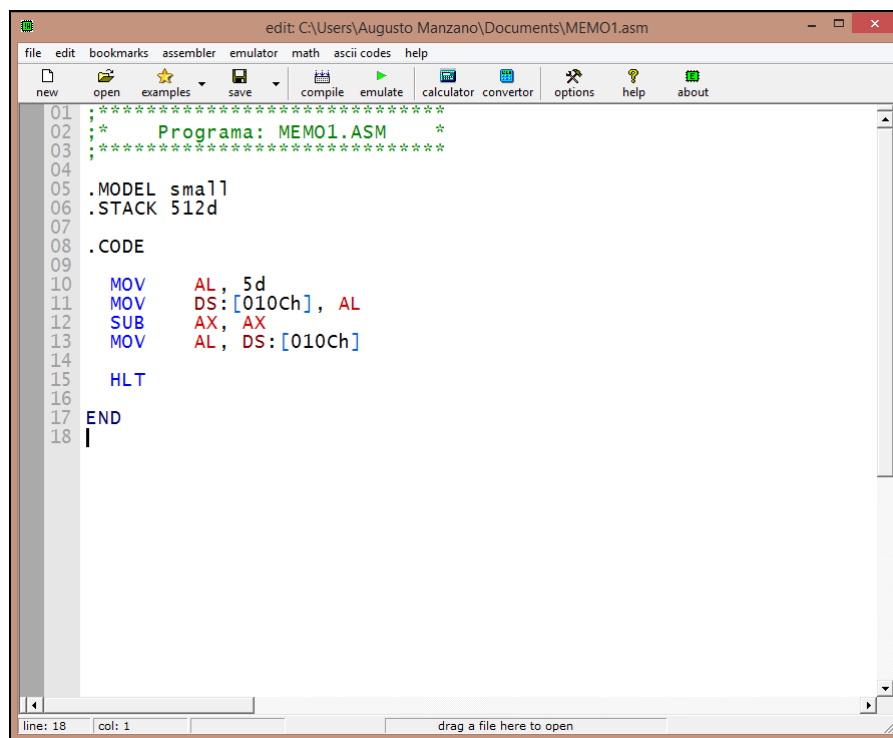 edit: C:\Users\Augusto Manzano\Documents\MEMO1.asm
file edit bookmarks assembler emulator math ascii codes help
new open examples save compile emulate calculator convertor options help about
01 ;*****************************
02 ;*    Programa: MEMO1.ASM    *
03 ;*****************************
04
05 .MODEL small
06 .STACK 512d
07
08 .CODE
09
10   MOV    AL, 5d
11   MOV    DS:[010Ch], AL
12   SUB    AX, AX
13   MOV    AL, DS:[010Ch]
14
15   HLT
16
17 END
18
line: 18 col: 1 drag a file here to open